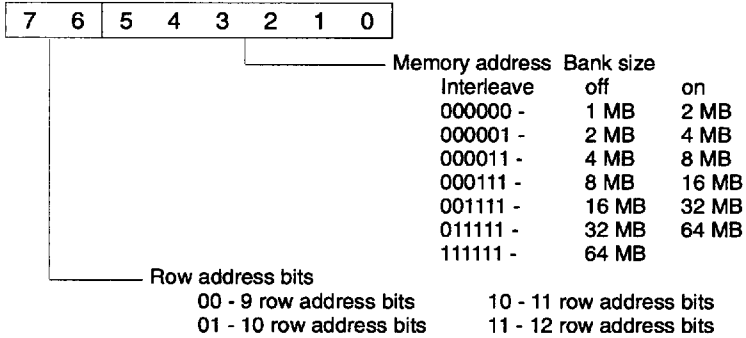 7 6 5 4 3 2 1 0
Memory address Bank size
Interleave off on
000000 - 1 MB 2 MB
000001 - 2 MB 4 MB
000011 - 4 MB 8 MB
000111 - 8 MB 16 MB
001111 - 16 MB 32 MB
011111 - 32 MB 64 MB
111111 - 64 MB
Row address bits
00 - 9 row address bits 10 - 11 row address bits
01 - 10 row address bits 11 - 12 row address bits